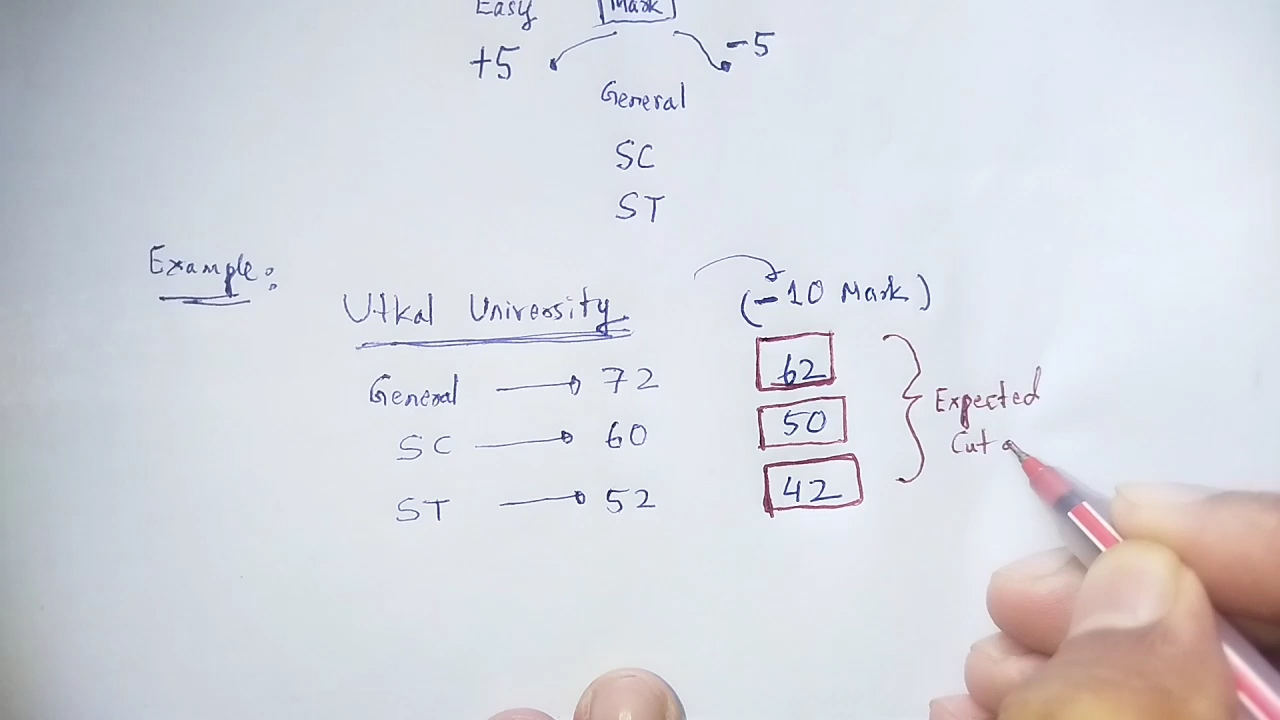 Easy Mark
+5 -5
General
SC
ST
Example:
Utkal University (-10 Mark)
General → 72 62
SC → 60 50
ST → 52 42
Expected
Cut o